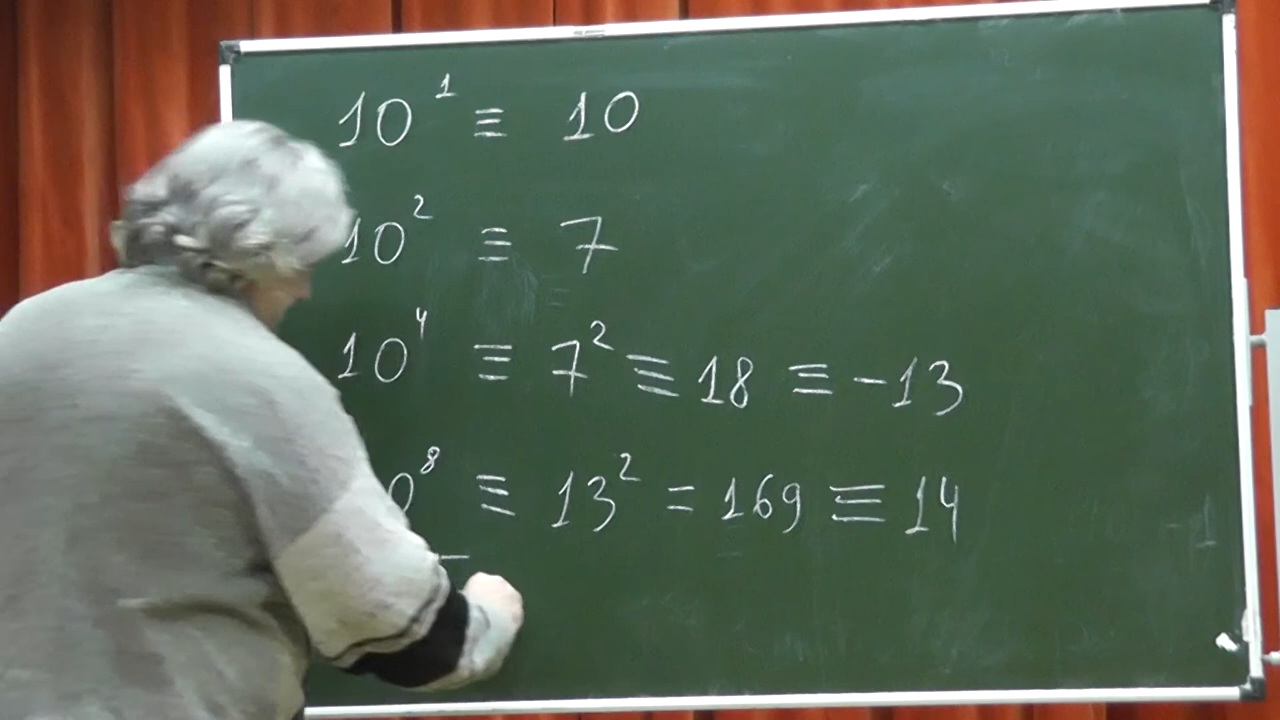 10¹ ≡ 10
10² ≡ 7
10⁴ ≡ 7² ≡ 18 ≡ -13
0⁸ ≡ 13² = 169 ≡ 14